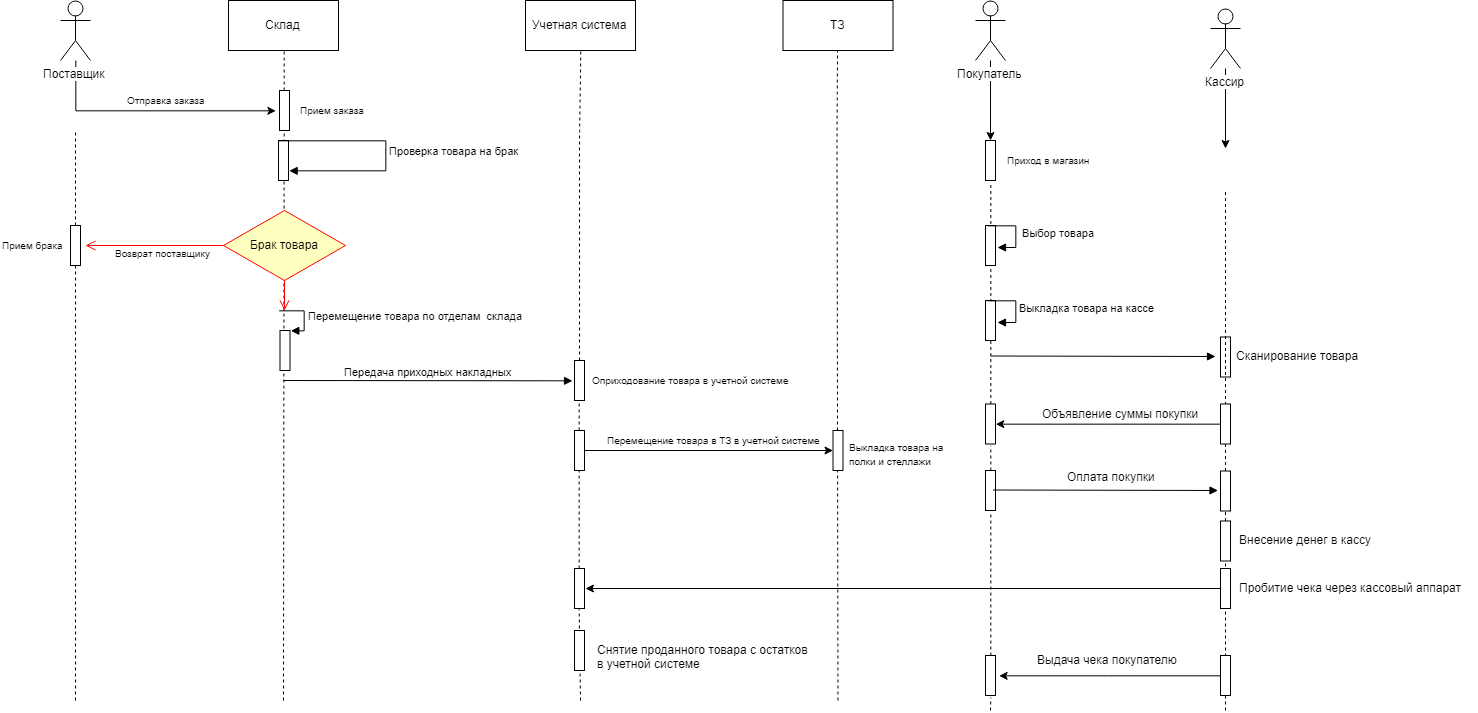 Склад
Учетная система
ТЗ
Поставщик
Покупатель
Кассир
Отправка заказа
Прием заказа
Проверка товара на брак
Приход в магазин
Прием брака
Возврат поставщику
Брак товара
Выбор товара
Перемещение товара по отделам склада
Выкладка товара на кассе
Сканирование товара
Передача приходных накладных
Оприходование товара в учетной системе
Объявление суммы покупки
Перемещение товара в ТЗ в учетной системе
Выкладка товара на
полки и стеллажи
Оплата покупки
Внесение денег в кассу
Пробитие чека через кассовый аппарат
Снятие проданного товара с остатков
в учетной системе
Выдача чека покупателю